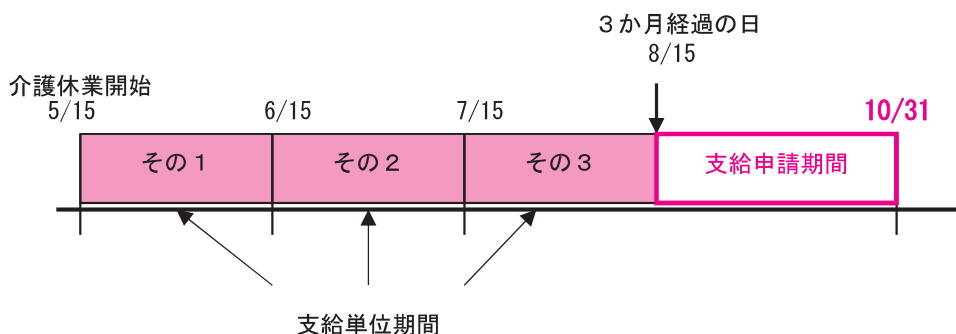 3か月経過の日
8/15
介護休業開始
5/15
6/15
7/15
10/31
その1
その2
その3
支給申請期間
支給単位期間